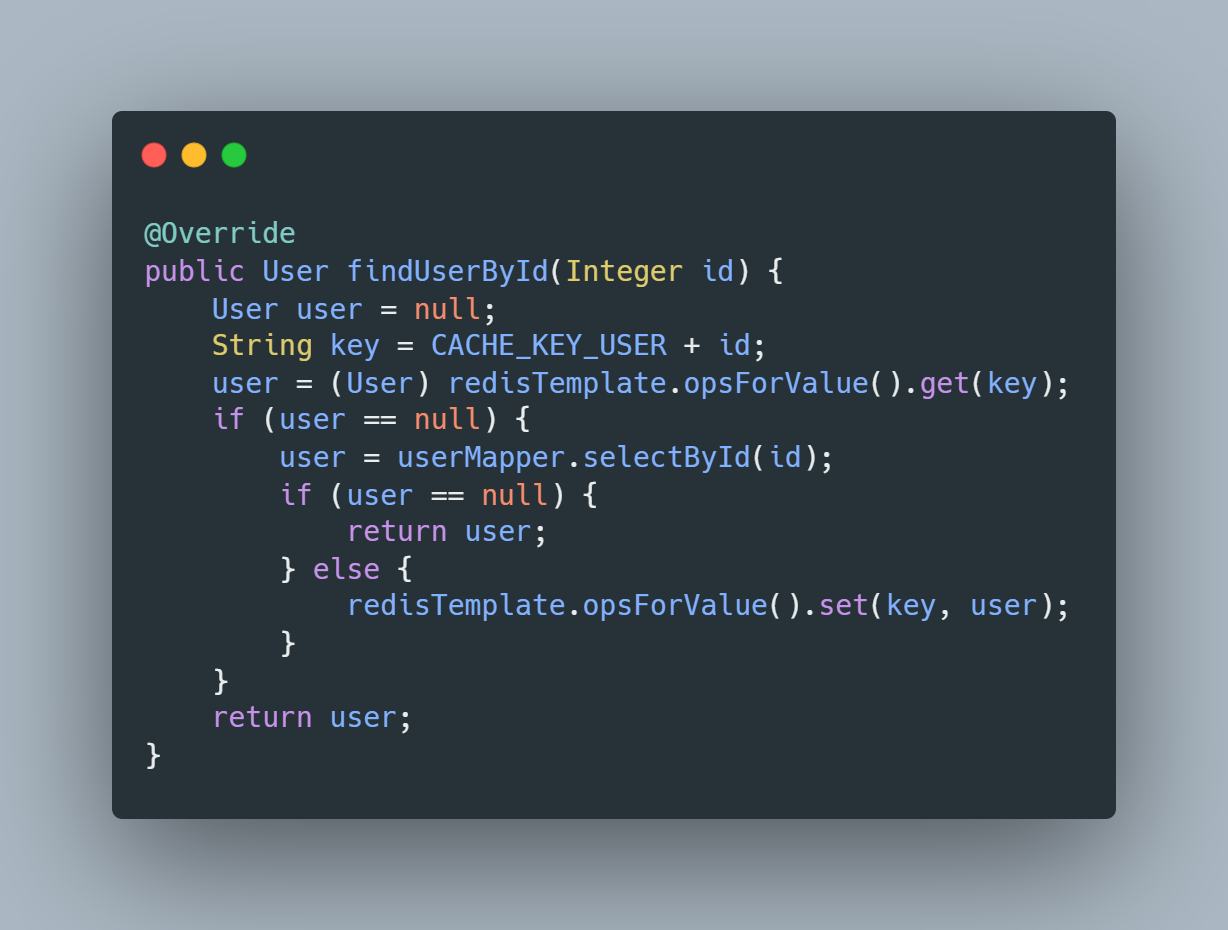 @Override
public User findUserById(Integer id) {
    User user = null;
    String key = CACHE_KEY_USER + id;
    user = (User) redisTemplate.opsForValue().get(key);
    if (user == null) {
        user = userMapper.selectById(id);
        if (user == null) {
            return user;
        } else {
            redisTemplate.opsForValue().set(key, user);
        }
    }
    return user;
}